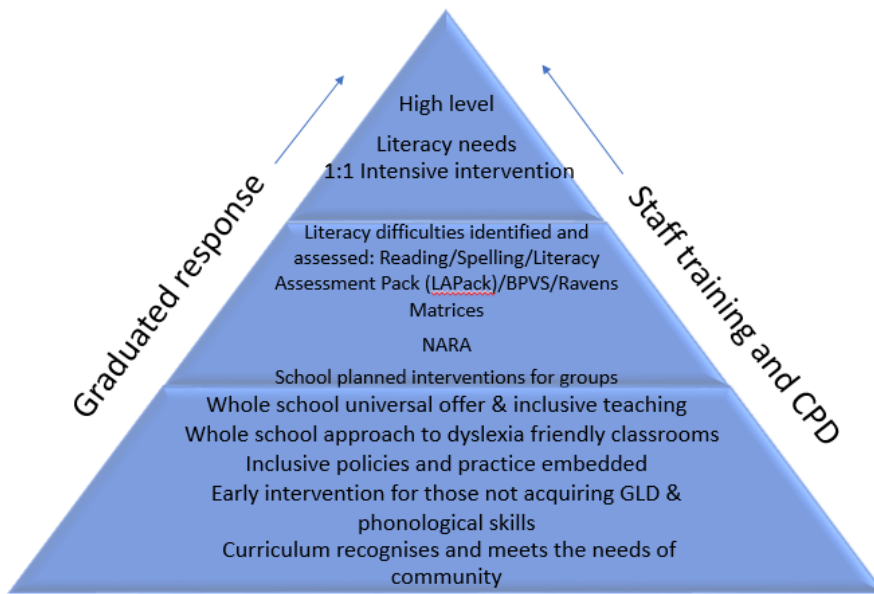 High level
Literacy needs
1:1 Intensive intervention
Literacy difficulties identified and
assessed: Reading/Spelling/Literacy
Assessment Pack (LAPack)/BPVS/Ravens
Matrices
NARA
School planned interventions for groups
Whole school universal offer & inclusive teaching
Whole school approach to dyslexia friendly classrooms
Inclusive policies and practice embedded
Early intervention for those not acquiring GLD &
phonological skills
Curriculum recognises and meets the needs of
community
Graduated response
Staff training and CPD